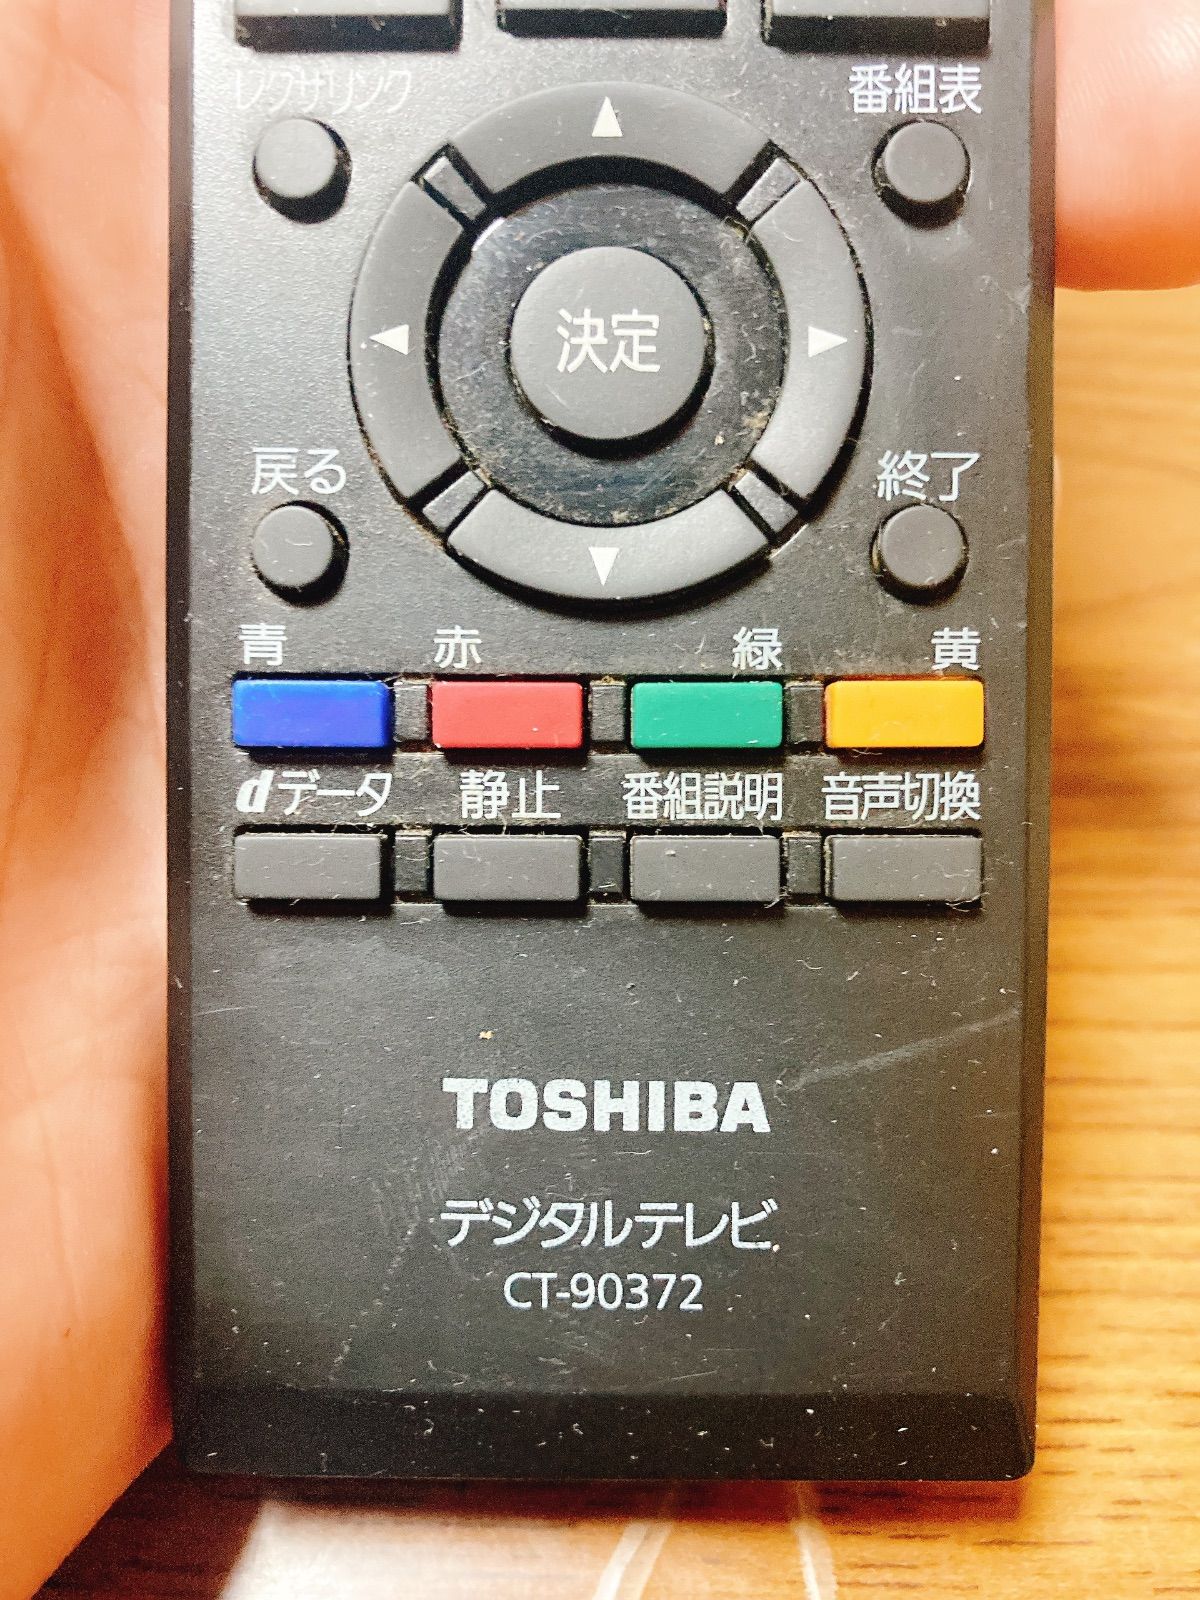 レグザリンク 番組表
決定
戻る 終了
青 赤 緑 黄
dデータ 静止 番組説明 音声切換
TOSHIBA
デジタルテレビ
CT-90372